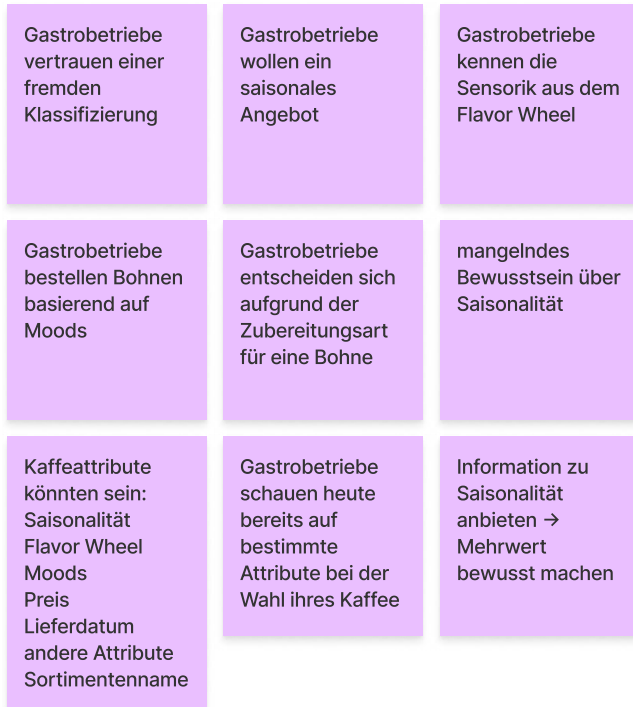 Gastrobetriebe
vertrauen einer
fremden
Klassifizierung
Gastrobetriebe
wollen ein
saisonales
Angebot
Gastrobetriebe
kennen die
Sensorik aus dem
Flavor Wheel
Gastrobetriebe
bestellen Bohnen
basierend auf
Moods
Gastrobetriebe
entscheiden sich
aufgrund der
Zubereitungsart
für eine Bohne
mangelndes
Bewusstsein über
Saisonalität
Kaffeattribute
könnten sein:
Saisonalität
Flavor Wheel
Moods
Preis
Lieferdatum
andere Attribute
Sortimentenname
Gastrobetriebe
schauen heute
bereits auf
bestimmte
Attribute bei der
Wahl ihres Kaffee
Information zu
Saisonalität
anbieten →
Mehrwert
bewusst machen